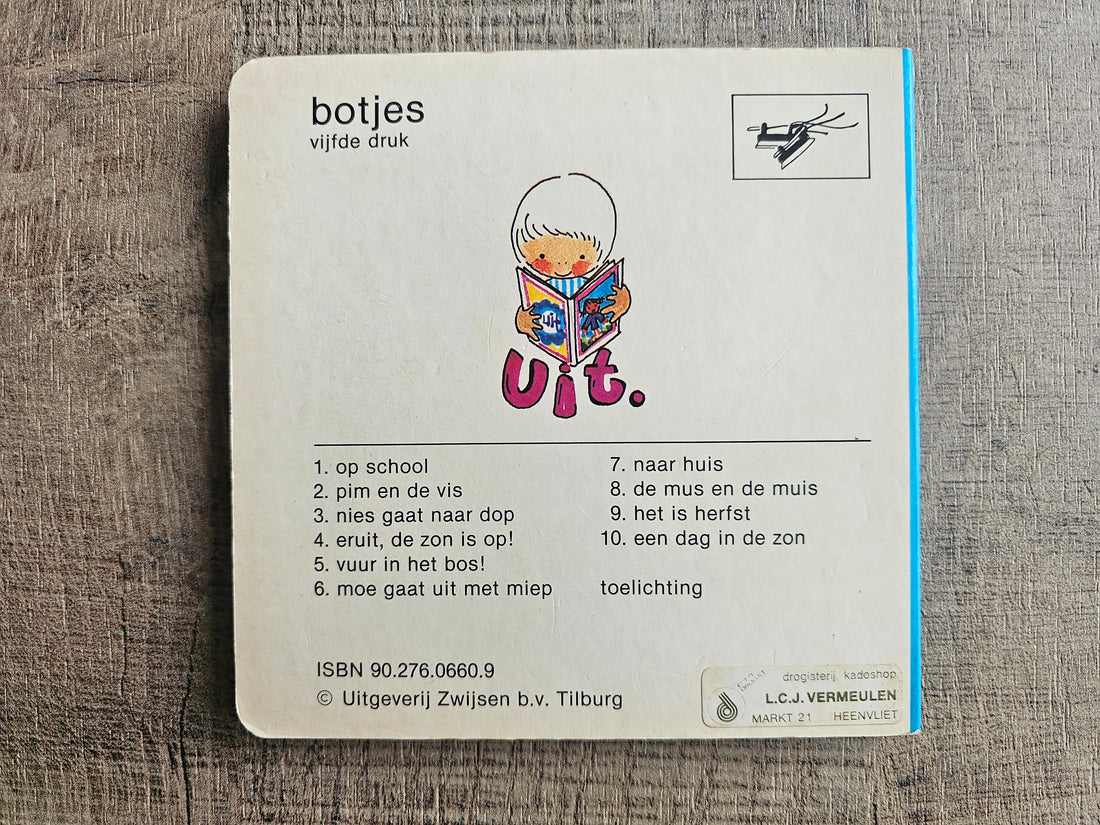 botjes
vijfde druk
uit
uit.
1. op school
2. pim en de vis
3. nies gaat naar dop
4. eruit, de zon is op!
5. vuur in het bos!
6. moe gaat uit met miep
7. naar huis
8. de mus en de muis
9. het is herfst
10. een dag in de zon
toelichting
ISBN 90.276.0660.9
© Uitgeverij Zwijsen b.v. Tilburg
drogisterij kadoshop
L.C.J. VERMEULEN
MARKT 21 HEENVLIET